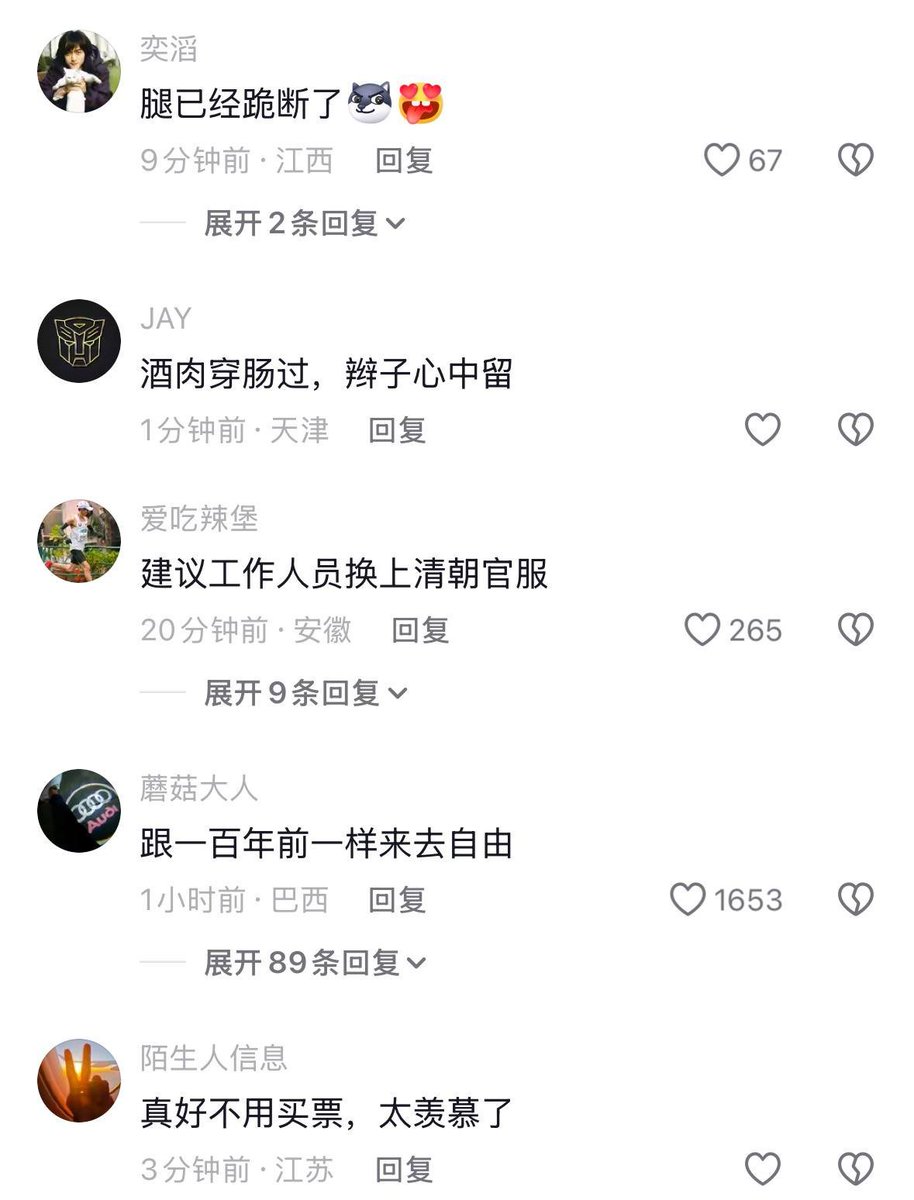 奕滔
腿已经跪断了
9分钟前·江西 回复 67
展开2条回复
JAY
酒肉穿肠过，辫子心中留
1分钟前·天津 回复
爱吃辣堡
建议工作人员换上清朝官服
20分钟前·安徽 回复 265
展开9条回复
Audi
蘑菇大人
跟一百年前一样来去自由
1小时前·巴西 回复 1653
展开89条回复
陌生人信息
真好不用买票，太羡慕了
3分钟前·江苏 回复